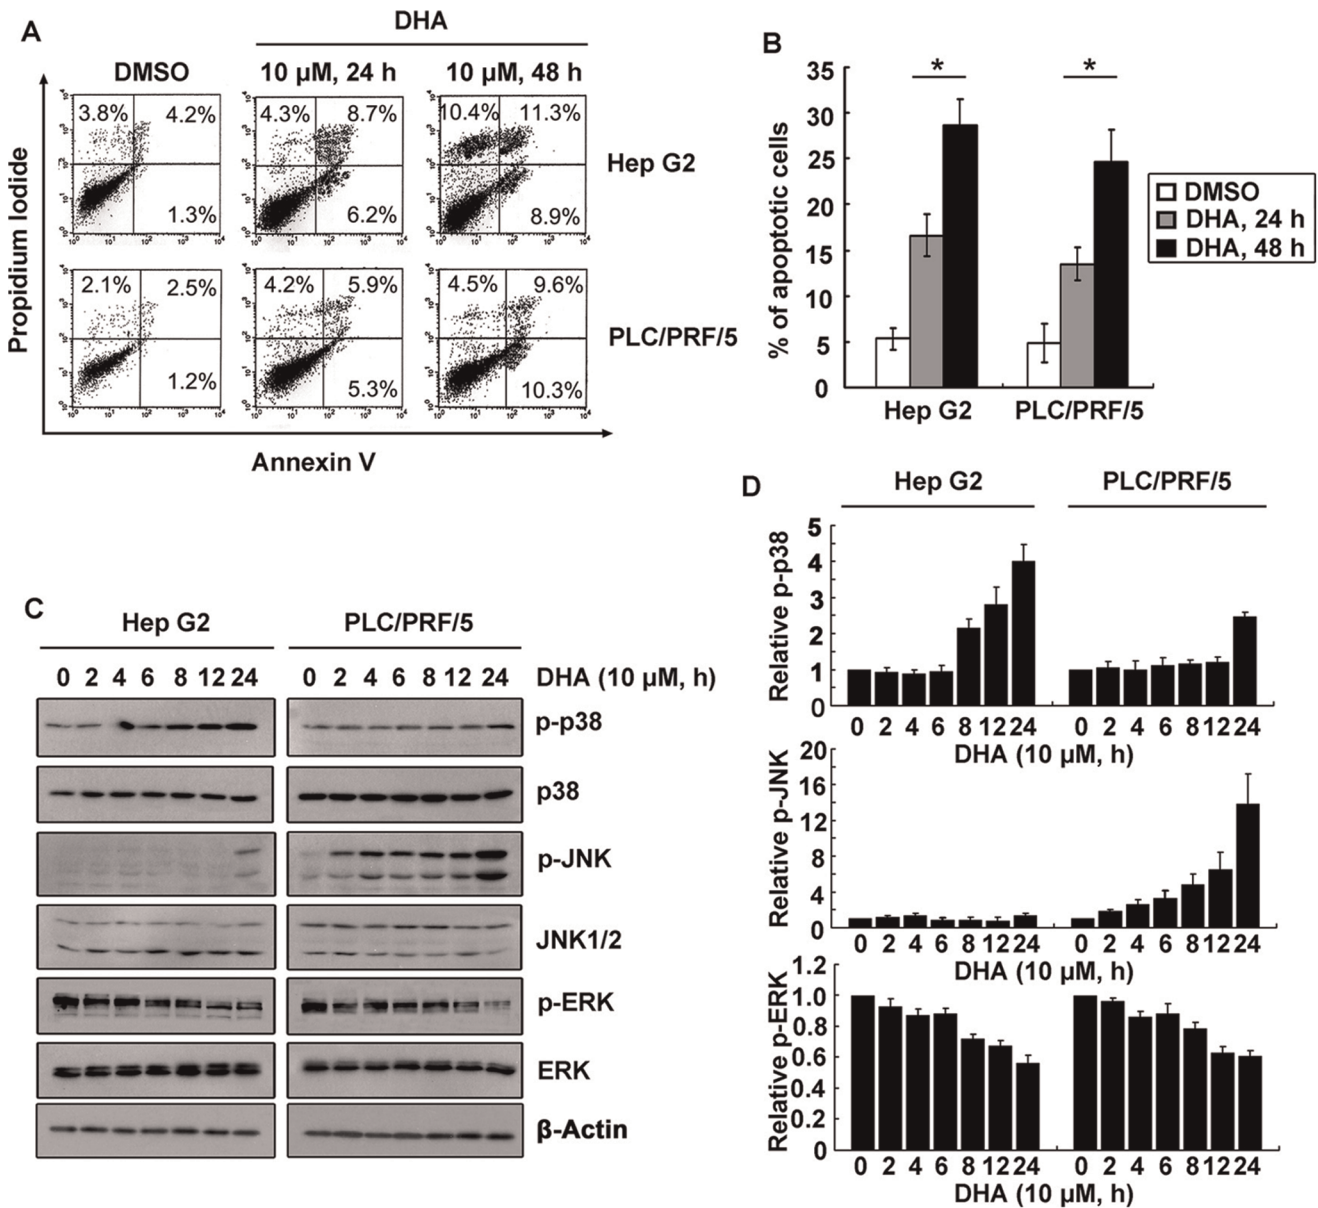 A
DHA
DMSO
10 µM, 24 h
10 µM, 48 h
Propidium Iodide
3.8%
4.2%
1.3%
4.3%
8.7%
6.2%
10.4%
11.3%
8.9%
Hep G2
2.1%
2.5%
1.2%
4.2%
5.9%
5.3%
4.5%
9.6%
10.3%
PLC/PRF/5
Annexin V
B
% of apoptotic cells
35
30
25
20
15
10
5
0
*
*
Hep G2
PLC/PRF/5
DMSO
DHA, 24 h
DHA, 48 h
C
Hep G2
PLC/PRF/5
0 2 4 6 8 12 24
0 2 4 6 8 12 24
DHA (10 µM, h)
p-p38
p38
p-JNK
JNK1/2
p-ERK
ERK
β-Actin
D
Hep G2
PLC/PRF/5
Relative p-p38
5
4
3
2
1
0
0 2 4 6 8 12 24
0 2 4 6 8 12 24
DHA (10 µM, h)
Relative p-JNK
20
16
12
8
4
0
0 2 4 6 8 12 24
0 2 4 6 8 12 24
DHA (10 µM, h)
Relative p-ERK
1.2
1.0
0.8
0.6
0.4
0.2
0
0 2 4 6 8 12 24
0 2 4 6 8 12 24
DHA (10 µM, h)